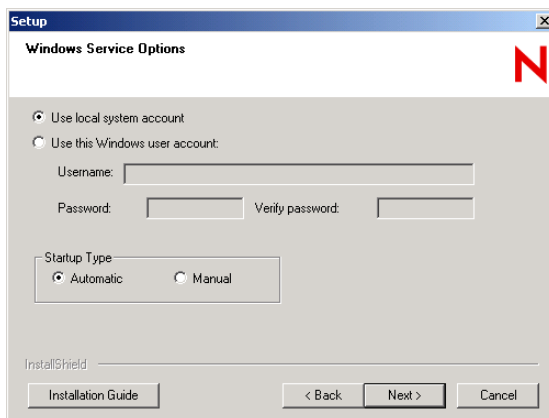 Setup
Windows Service Options
N
Use local system account
Use this Windows user account:
Username:
Password: Verify password:
Startup Type
Automatic Manual
InstallShield
Installation Guide < Back Next > Cancel